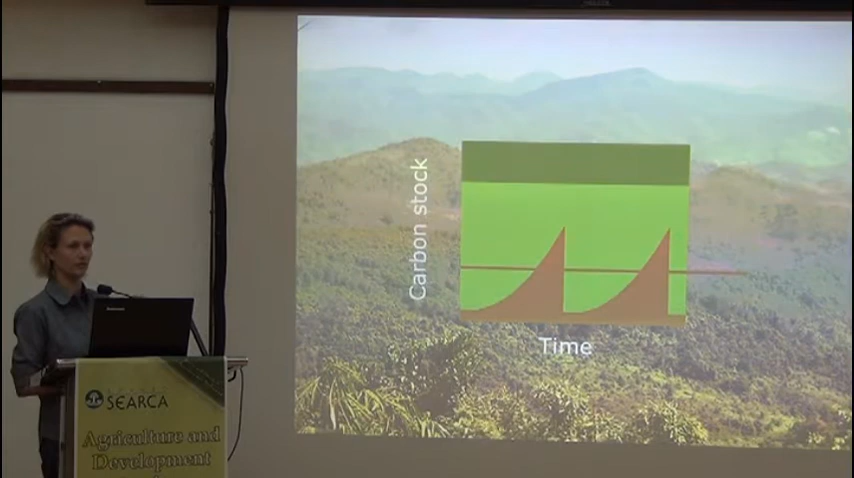 Carbon stock
Time
SEARCA
Agriculture and
Development